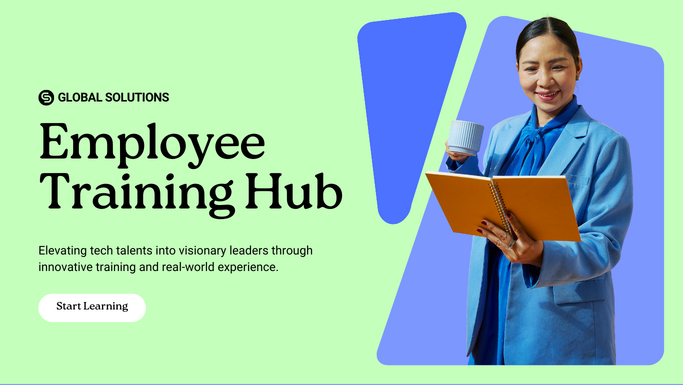 GLOBAL SOLUTIONS
Employee
Training Hub
Elevating tech talents into visionary leaders through
innovative training and real-world experience.
Start Learning